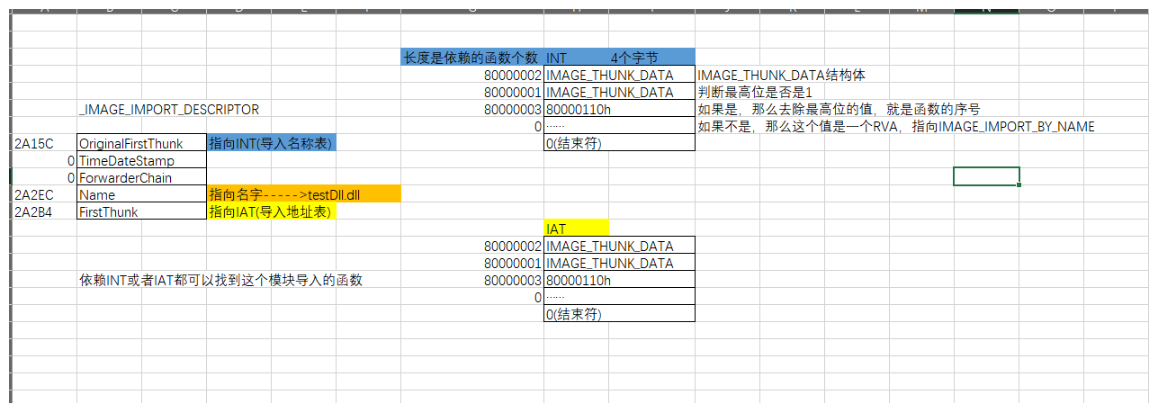 长度是依赖的函数个数 INT 4个字节
80000002 IMAGE_THUNK_DATA IMAGE_THUNK_DATA结构体
80000001 IMAGE_THUNK_DATA 判断最高位是否是1
_IMAGE_IMPORT_DESCRIPTOR 80000003 80000110h 如果是，那么去除最高位的值，就是函数的序号
0 ...... 如果不是，那么这个值是一个RVA，指向IMAGE_IMPORT_BY_NAME
2A15C OriginalFirstThunk 指向INT(导入名称表) 0(结束符)
0 TimeDateStamp
0 ForwarderChain
2A2EC Name 指向名字----->testDll.dll
2A2B4 FirstThunk 指向IAT(导入地址表)
IAT
80000002 IMAGE_THUNK_DATA
80000001 IMAGE_THUNK_DATA
依赖INT或者IAT都可以找到这个模块导入的函数 80000003 80000110h
0 ......
0(结束符)